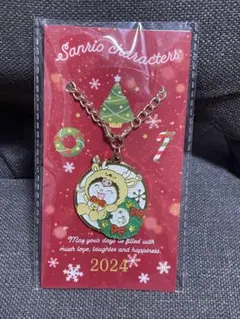 Sanrio characters
May your days be filled with
much love, laughter and happiness.
2024